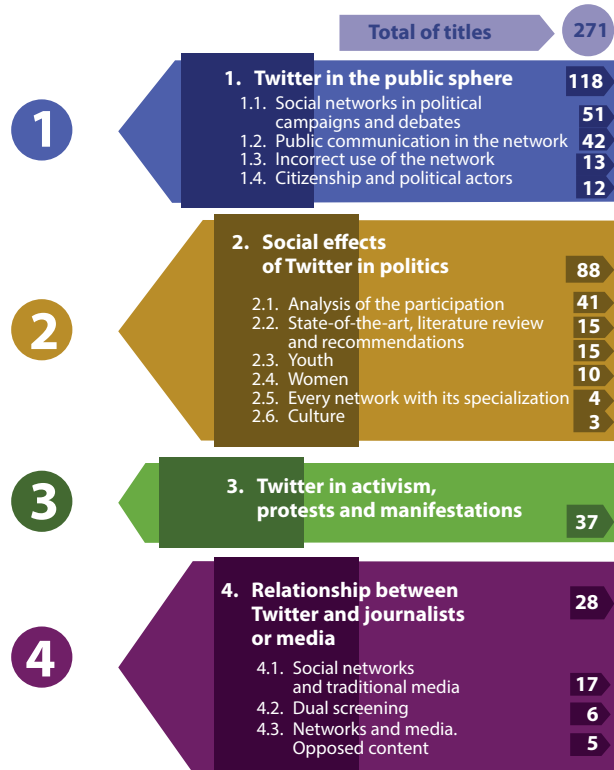 Total of titles 271
1
1. Twitter in the public sphere 118
1.1. Social networks in political
campaigns and debates 51
1.2. Public communication in the network 42
1.3. Incorrect use of the network 13
1.4. Citizenship and political actors 12
2
2. Social effects
of Twitter in politics 88
2.1. Analysis of the participation 41
2.2. State-of-the-art, literature review 15
and recommendations
2.3. Youth 15
2.4. Women 10
2.5. Every network with its specialization 4
2.6. Culture 3
3
3. Twitter in activism,
protests and manifestations 37
4
4. Relationship between 28
Twitter and journalists
or media
4.1. Social networks
and traditional media 17
4.2. Dual screening 6
4.3. Networks and media.
Opposed content 5